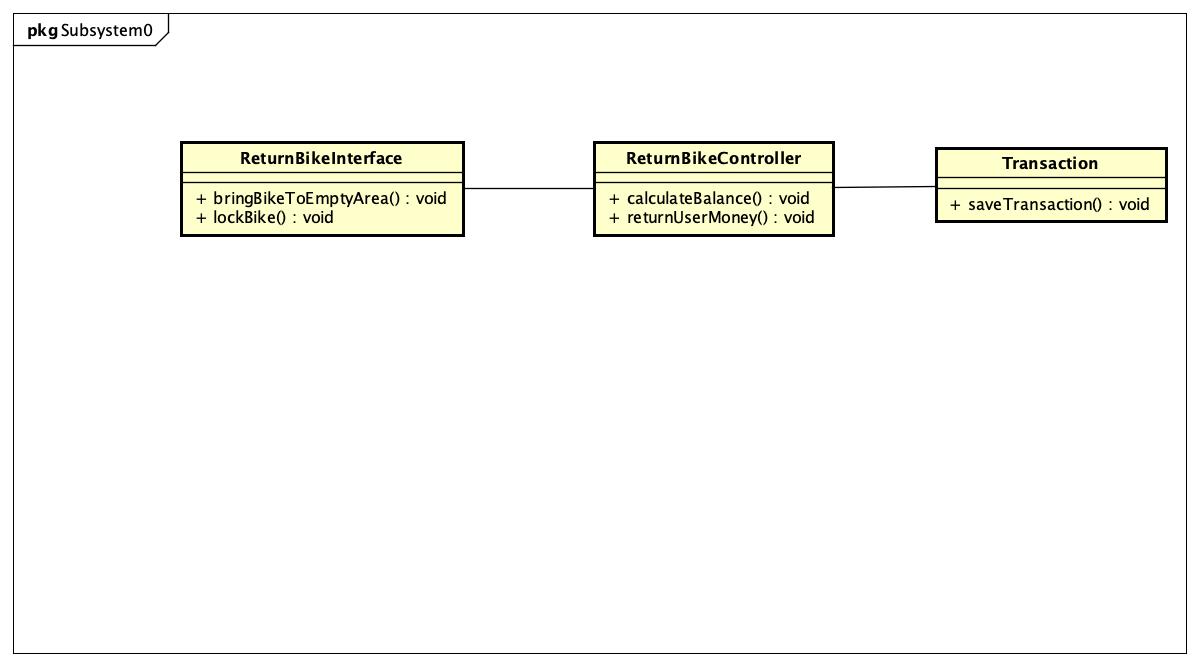 pkg Subsystem0
ReturnBikeInterface
+ bringBikeToEmptyArea() : void
+ lockBike() : void
ReturnBikeController
+ calculateBalance() : void
+ returnUserMoney() : void
Transaction
+ saveTransaction() : void